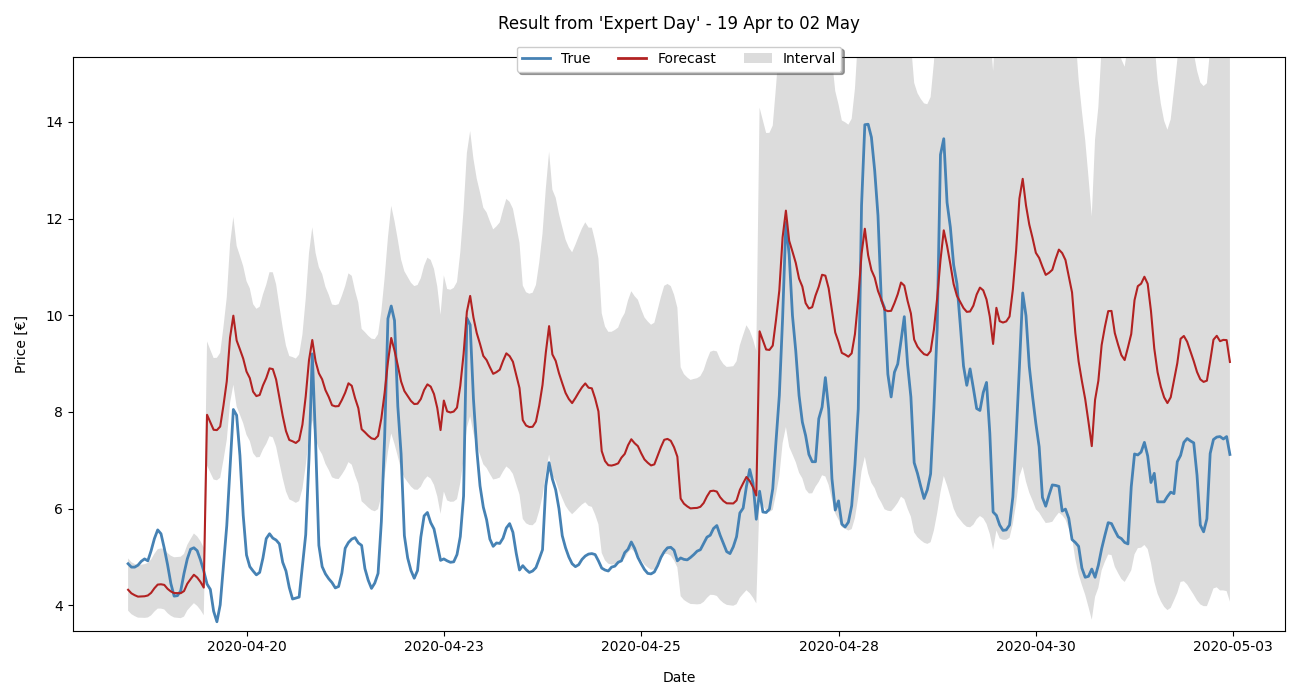 Result from 'Expert Day' - 19 Apr to 02 May
True Forecast Interval
Price [€]
14
12
10
8
6
4
2020-04-20 2020-04-23 2020-04-25 2020-04-28 2020-04-30 2020-05-03
Date